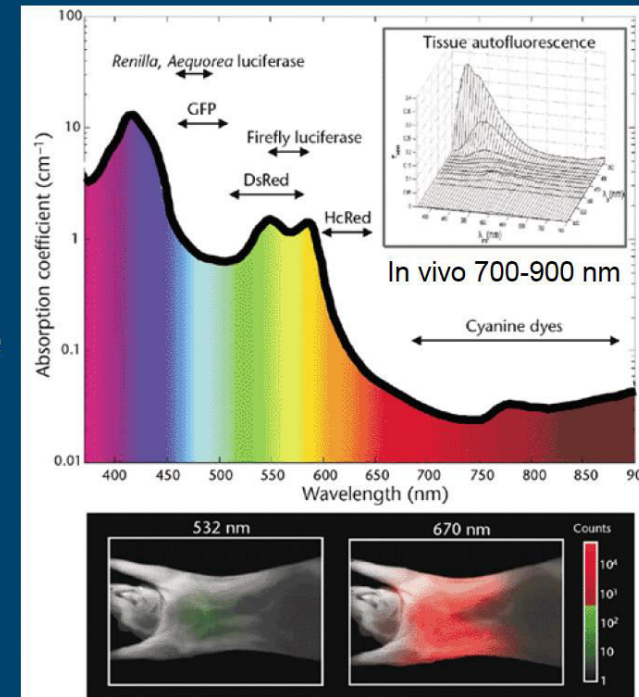 100
10
1
0.1
0.01
Absorption coefficient (cm⁻¹)
Renilla, Aequorea luciferase
GFP
Firefly luciferase
DsRed
HcRed
Tissue autofluorescence
In vivo 700-900 nm
Cyanine dyes
400 450 500 550 600 650 700 750 800 850 90
Wavelength (nm)
532 nm
670 nm
Counts
10⁴
10³
10²
10
1